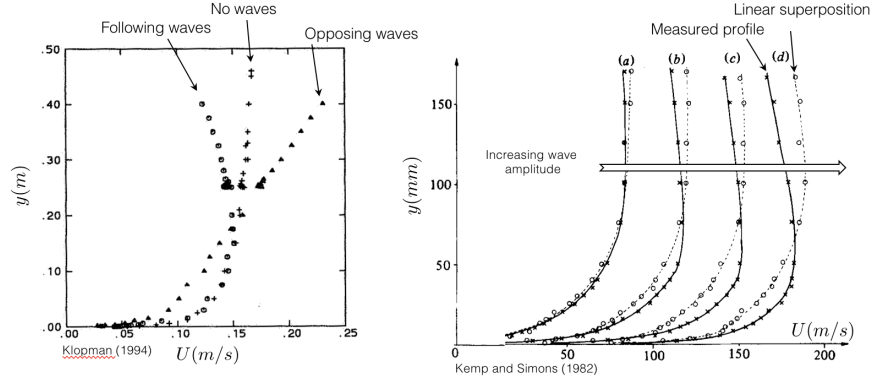 No waves
Following waves
Opposing waves
.50
.40
.30
.20
.10
.00
y(m)
.00 .05 .10 .15 .20 .25
Klopman (1994)
U(m/s)
Linear superposition
Measured profile
(a) (b) (c) (d)
150
100
50
y(mm)
Increasing wave
amplitude
U(m/s)
0 50 100 150 200
Kemp and Simons (1982)